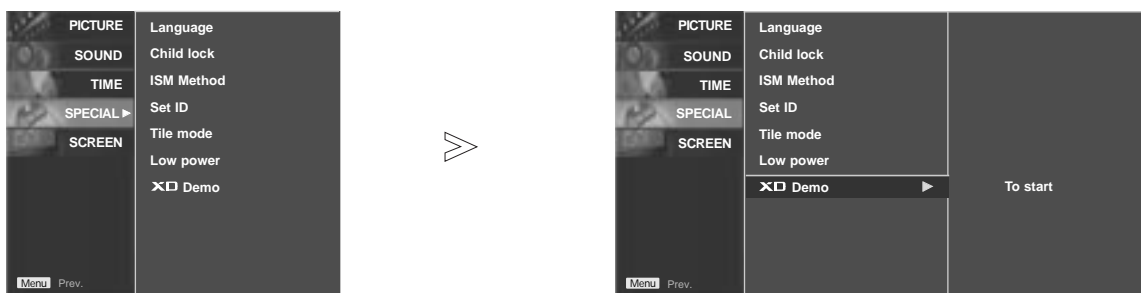 PICTURE
SOUND
TIME
SPECIAL
SCREEN
Language
Child lock
ISM Method
Set ID
Tile mode
Low power
XD Demo
Menu Prev.
PICTURE
SOUND
TIME
SPECIAL
SCREEN
Language
Child lock
ISM Method
Set ID
Tile mode
Low power
XD Demo
To start
Menu Prev.